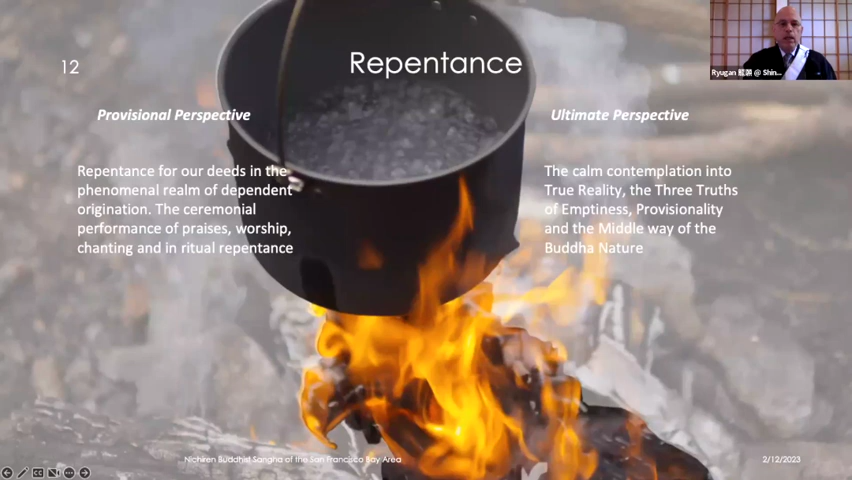 12
Repentance
Ryugan 龍願 @ Shin...
Provisional Perspective
Repentance for our deeds in the
phenomenal realm of dependent
origination. The ceremonial
performance of praises, worship,
chanting and in ritual repentance
Ultimate Perspective
The calm contemplation into
True Reality, the Three Truths
of Emptiness, Provisionality
and the Middle way of the
Buddha Nature
Nichiren Buddhist Sangha of the San Francisco Bay Area
2/12/2023